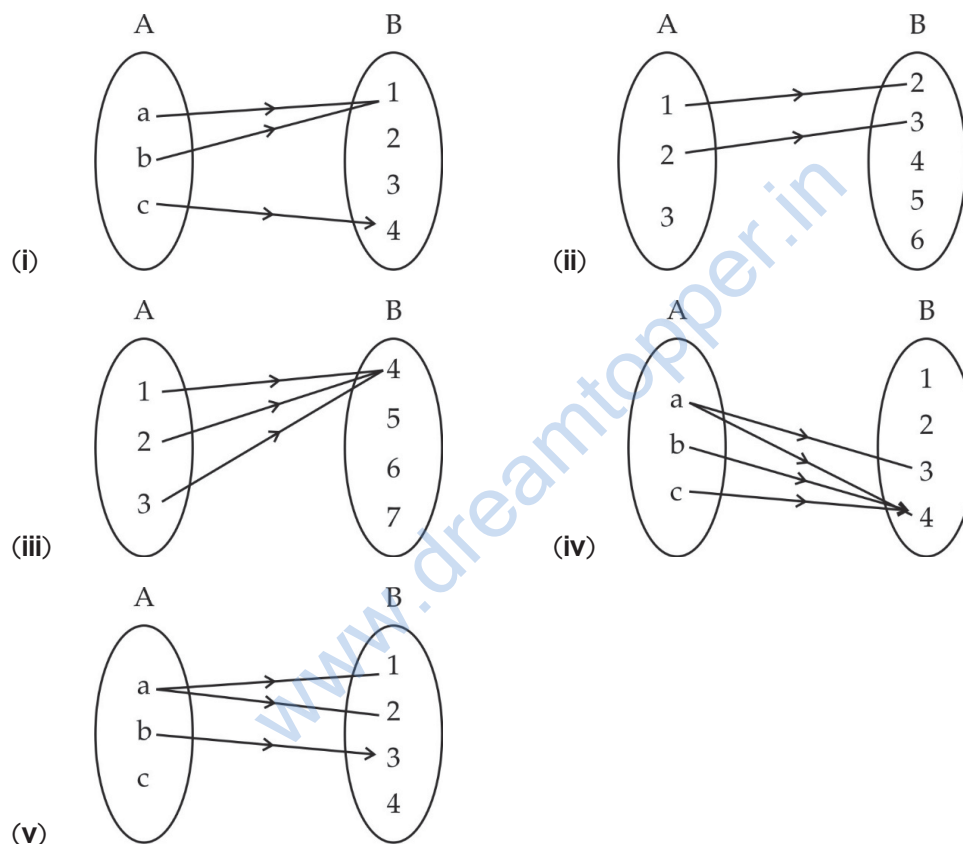 A B A B
a 1 1 2
b 2 2 3
c 3 3 4
4 5
6
(i) (ii)
A B A B
1 4 a 1
2 5 b 2
3 6 c 3
7 4
(iii) (iv)
A B
a 1
b 2
c 3
4
(v)
www.dreamtopper.in